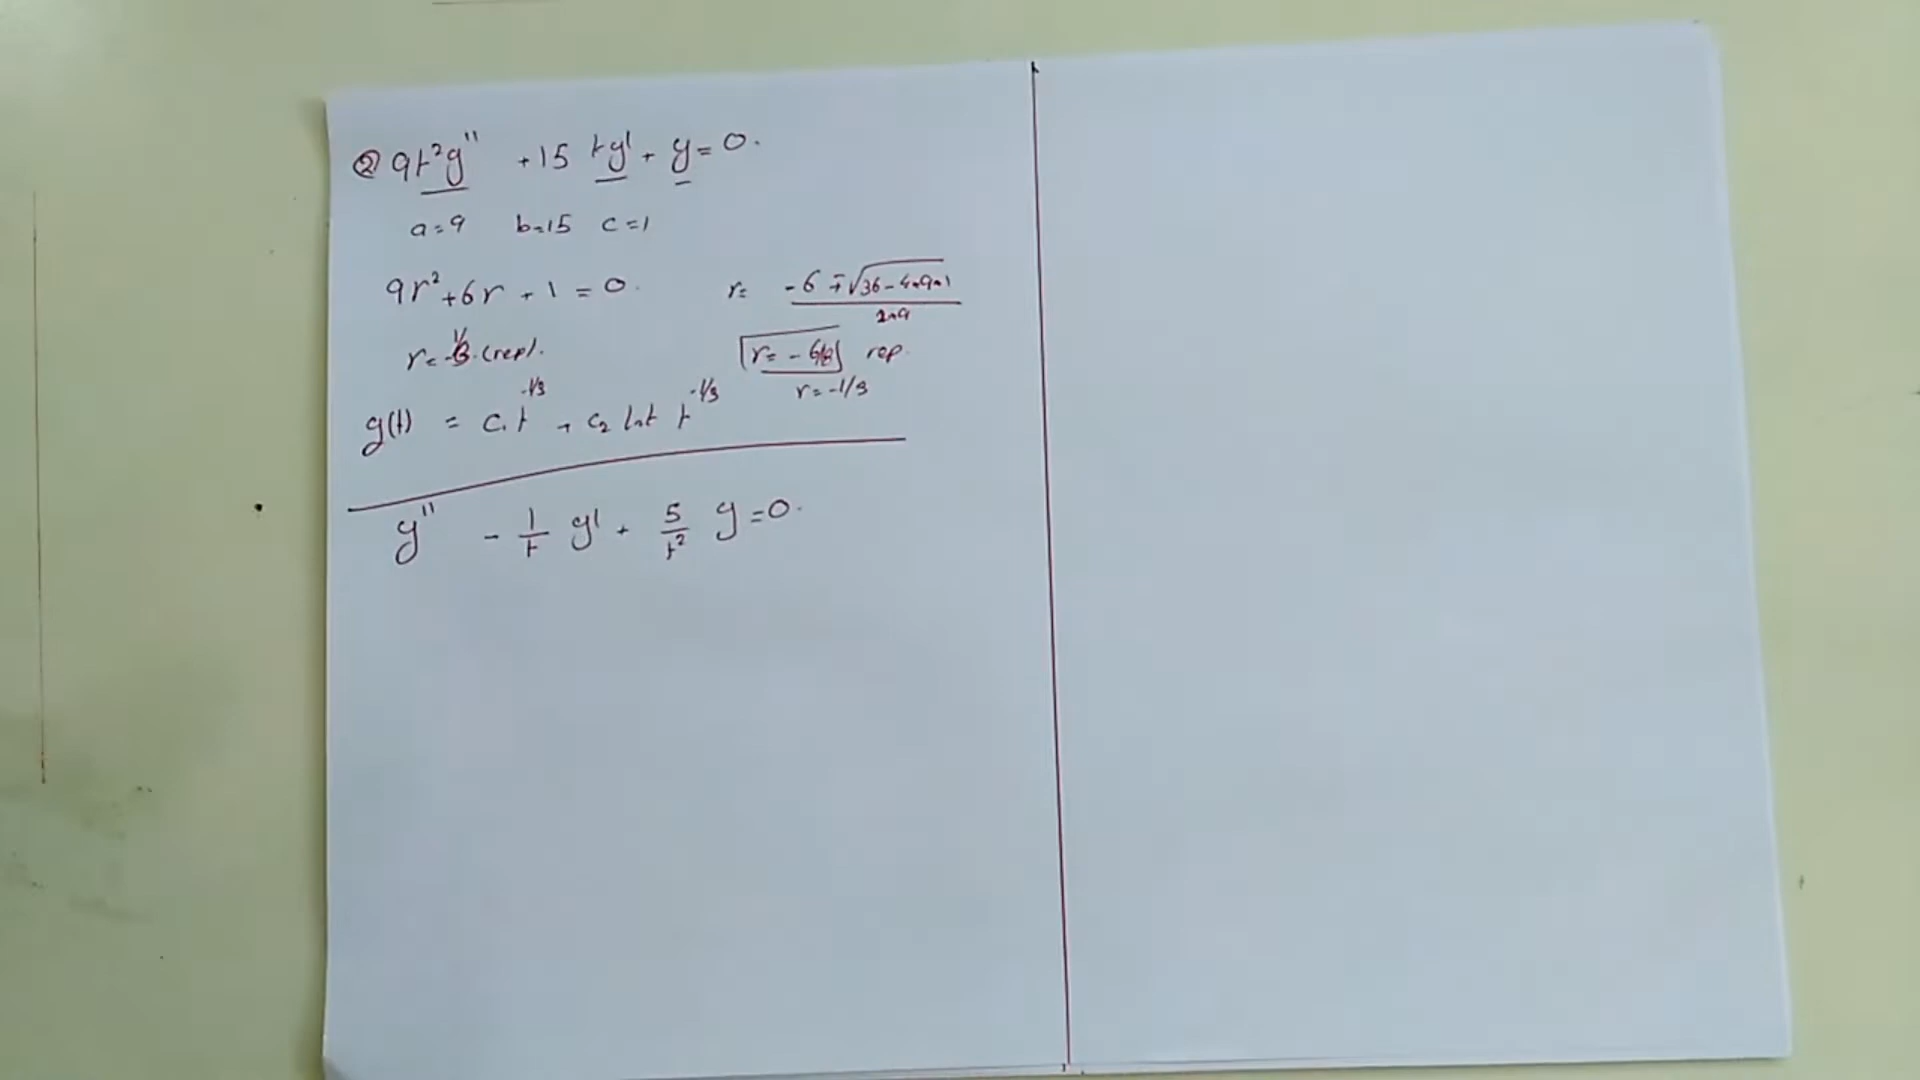 ② 9t²y'' + 15 ty' + y = 0.
a = 9 b = 15 c = 1
9r² + 6r + 1 = 0.
r = -1/3. (rep).
r = -6 ∓ √36 - 4×9×1 / 2×9
r = - 6/18 rep.
r = -1/3
y(t) = c₁ t^-1/3 + c₂ lnt t^-1/3
y'' - 1/t y' + 5/t² y = 0.